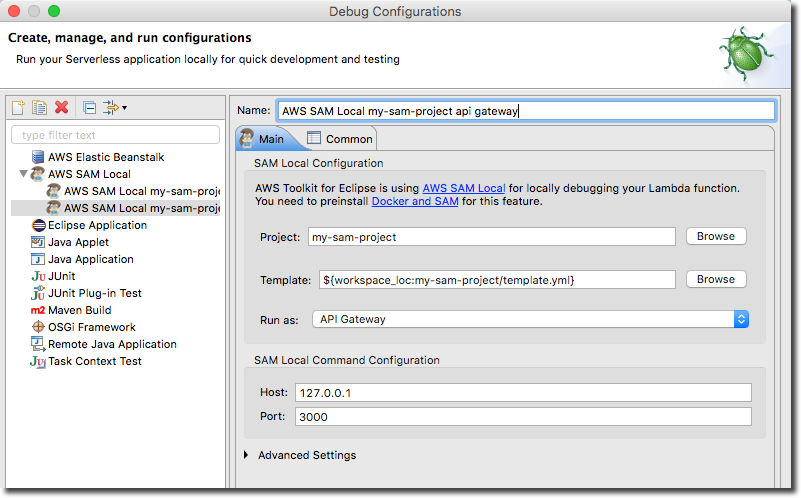 Debug Configurations
Create, manage, and run configurations
Run your Serverless application locally for quick development and testing
type filter text
AWS Elastic Beanstalk
AWS SAM Local
AWS SAM Local my-sam-proje
AWS SAM Local my-sam-proje
Eclipse Application
Java Applet
Java Application
JUnit
JUnit Plug-in Test
Maven Build
OSGi Framework
Remote Java Application
Task Context Test
Name: AWS SAM Local my-sam-project api gateway
Main Common
SAM Local Configuration
AWS Toolkit for Eclipse is using AWS SAM Local for locally debugging your Lambda function.
You need to preinstall Docker and SAM for this feature.
Project: my-sam-project Browse
Template: ${workspace_loc:my-sam-project/template.yml} Browse
Run as: API Gateway
SAM Local Command Configuration
Host: 127.0.0.1
Port: 3000
Advanced Settings